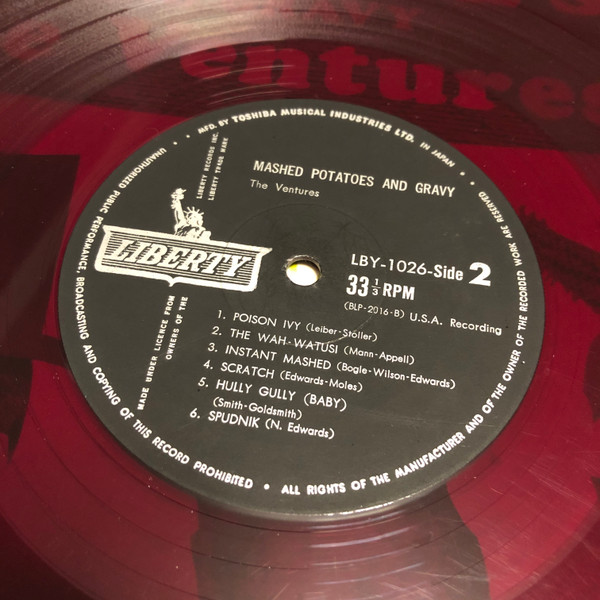 Ventures
MFD. BY TOSHIBA MUSICAL INDUSTRIES LTD. IN JAPAN
UNAUTHORIZED PUBLIC PERFORMANCE, BROADCASTING AND COPYING OF THIS RECORD PROHIBITED • ALL RIGHTS OF THE MANUFACTURER AND OF THE OWNER OF THE RECORDED WORK ARE RESERVED
LIBERTY RECORDS INC.
LIBERTY TRADE MARK
MASHED POTATOES AND GRAVY
The Ventures
LIBERTY
LBY-1026-Side 2
33 1/3 RPM
(BLP-2016-B) U.S.A. Recording
MADE UNDER LICENCE FROM
OWNERS OF THE
1. POISON IVY (Leiber-Stöller)
2. THE WAH-WATUSI (Mann-Appell)
3. INSTANT MASHED (Bogle-Wilson-Edwards)
4. SCRATCH (Edwards-Moles)
5. HULLY GULLY (BABY)
(Smith-Goldsmith)
6. SPUDNIK (N. Edwards)